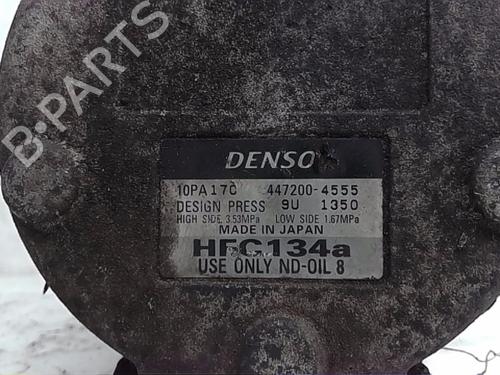 B-PARTS
DENSO
10PA17C 447200-4555
DESIGN PRESS 9U 1350
HIGH SIDE 3.53MPa LOW SIDE 1.67MPa
MADE IN JAPAN
HFC134a
USE ONLY ND-OIL 8